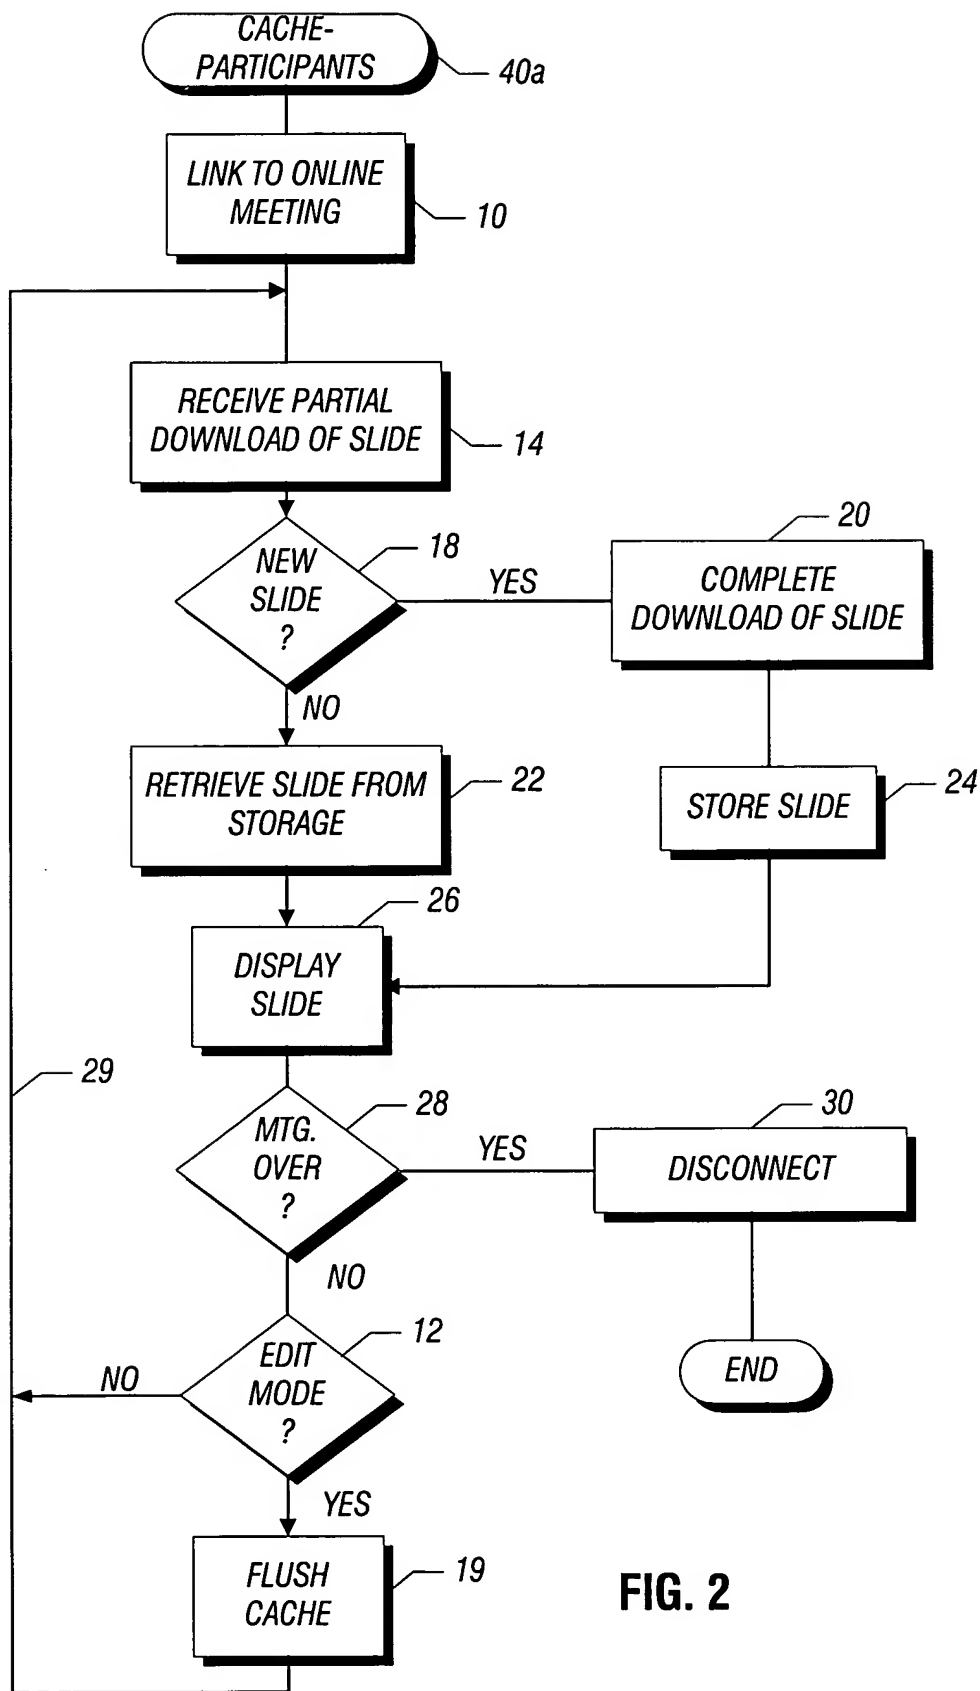 CACHE-
PARTICIPANTS
40a
LINK TO ONLINE
MEETING
10
RECEIVE PARTIAL
DOWNLOAD OF SLIDE
14
NEW
SLIDE
?
18
YES
20
COMPLETE
DOWNLOAD OF SLIDE
NO
RETRIEVE SLIDE FROM
STORAGE
22
STORE SLIDE
24
26
DISPLAY
SLIDE
29
MTG.
OVER
?
28
YES
30
DISCONNECT
NO
EDIT
MODE
?
12
NO
END
YES
FLUSH
CACHE
19
FIG. 2